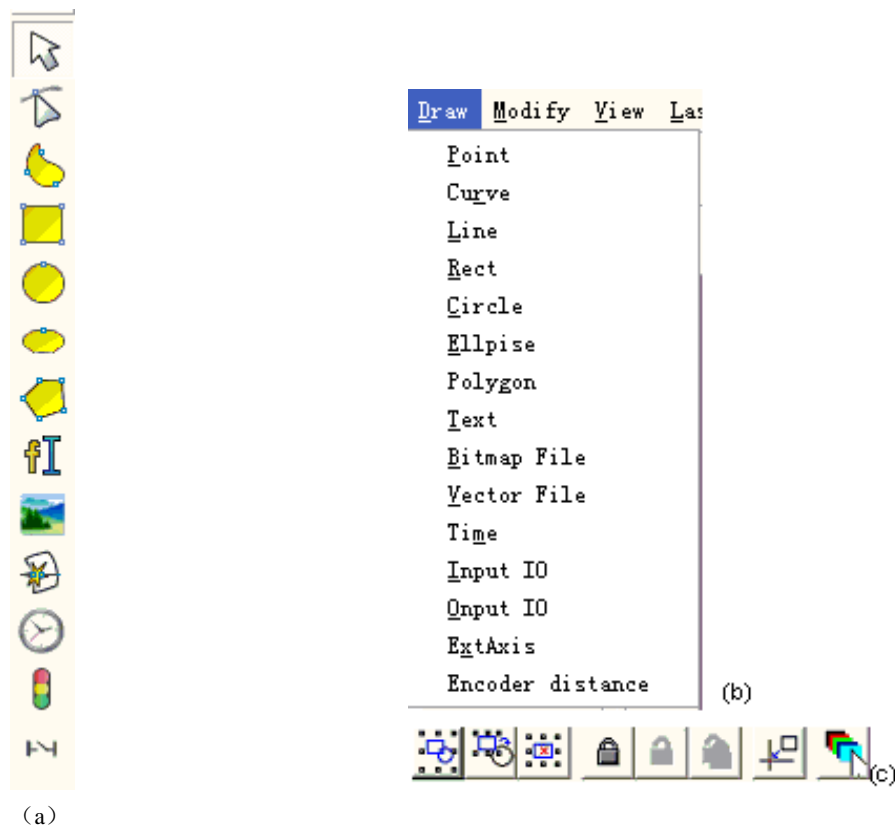 Draw Modify View Las
Point
Curve
Line
Rect
Circle
Ellpise
Polygon
Text
Bitmap File
Vector File
Time
Input IO
Onput IO
ExtAxis
Encoder distance
(b)
(c)
（a）